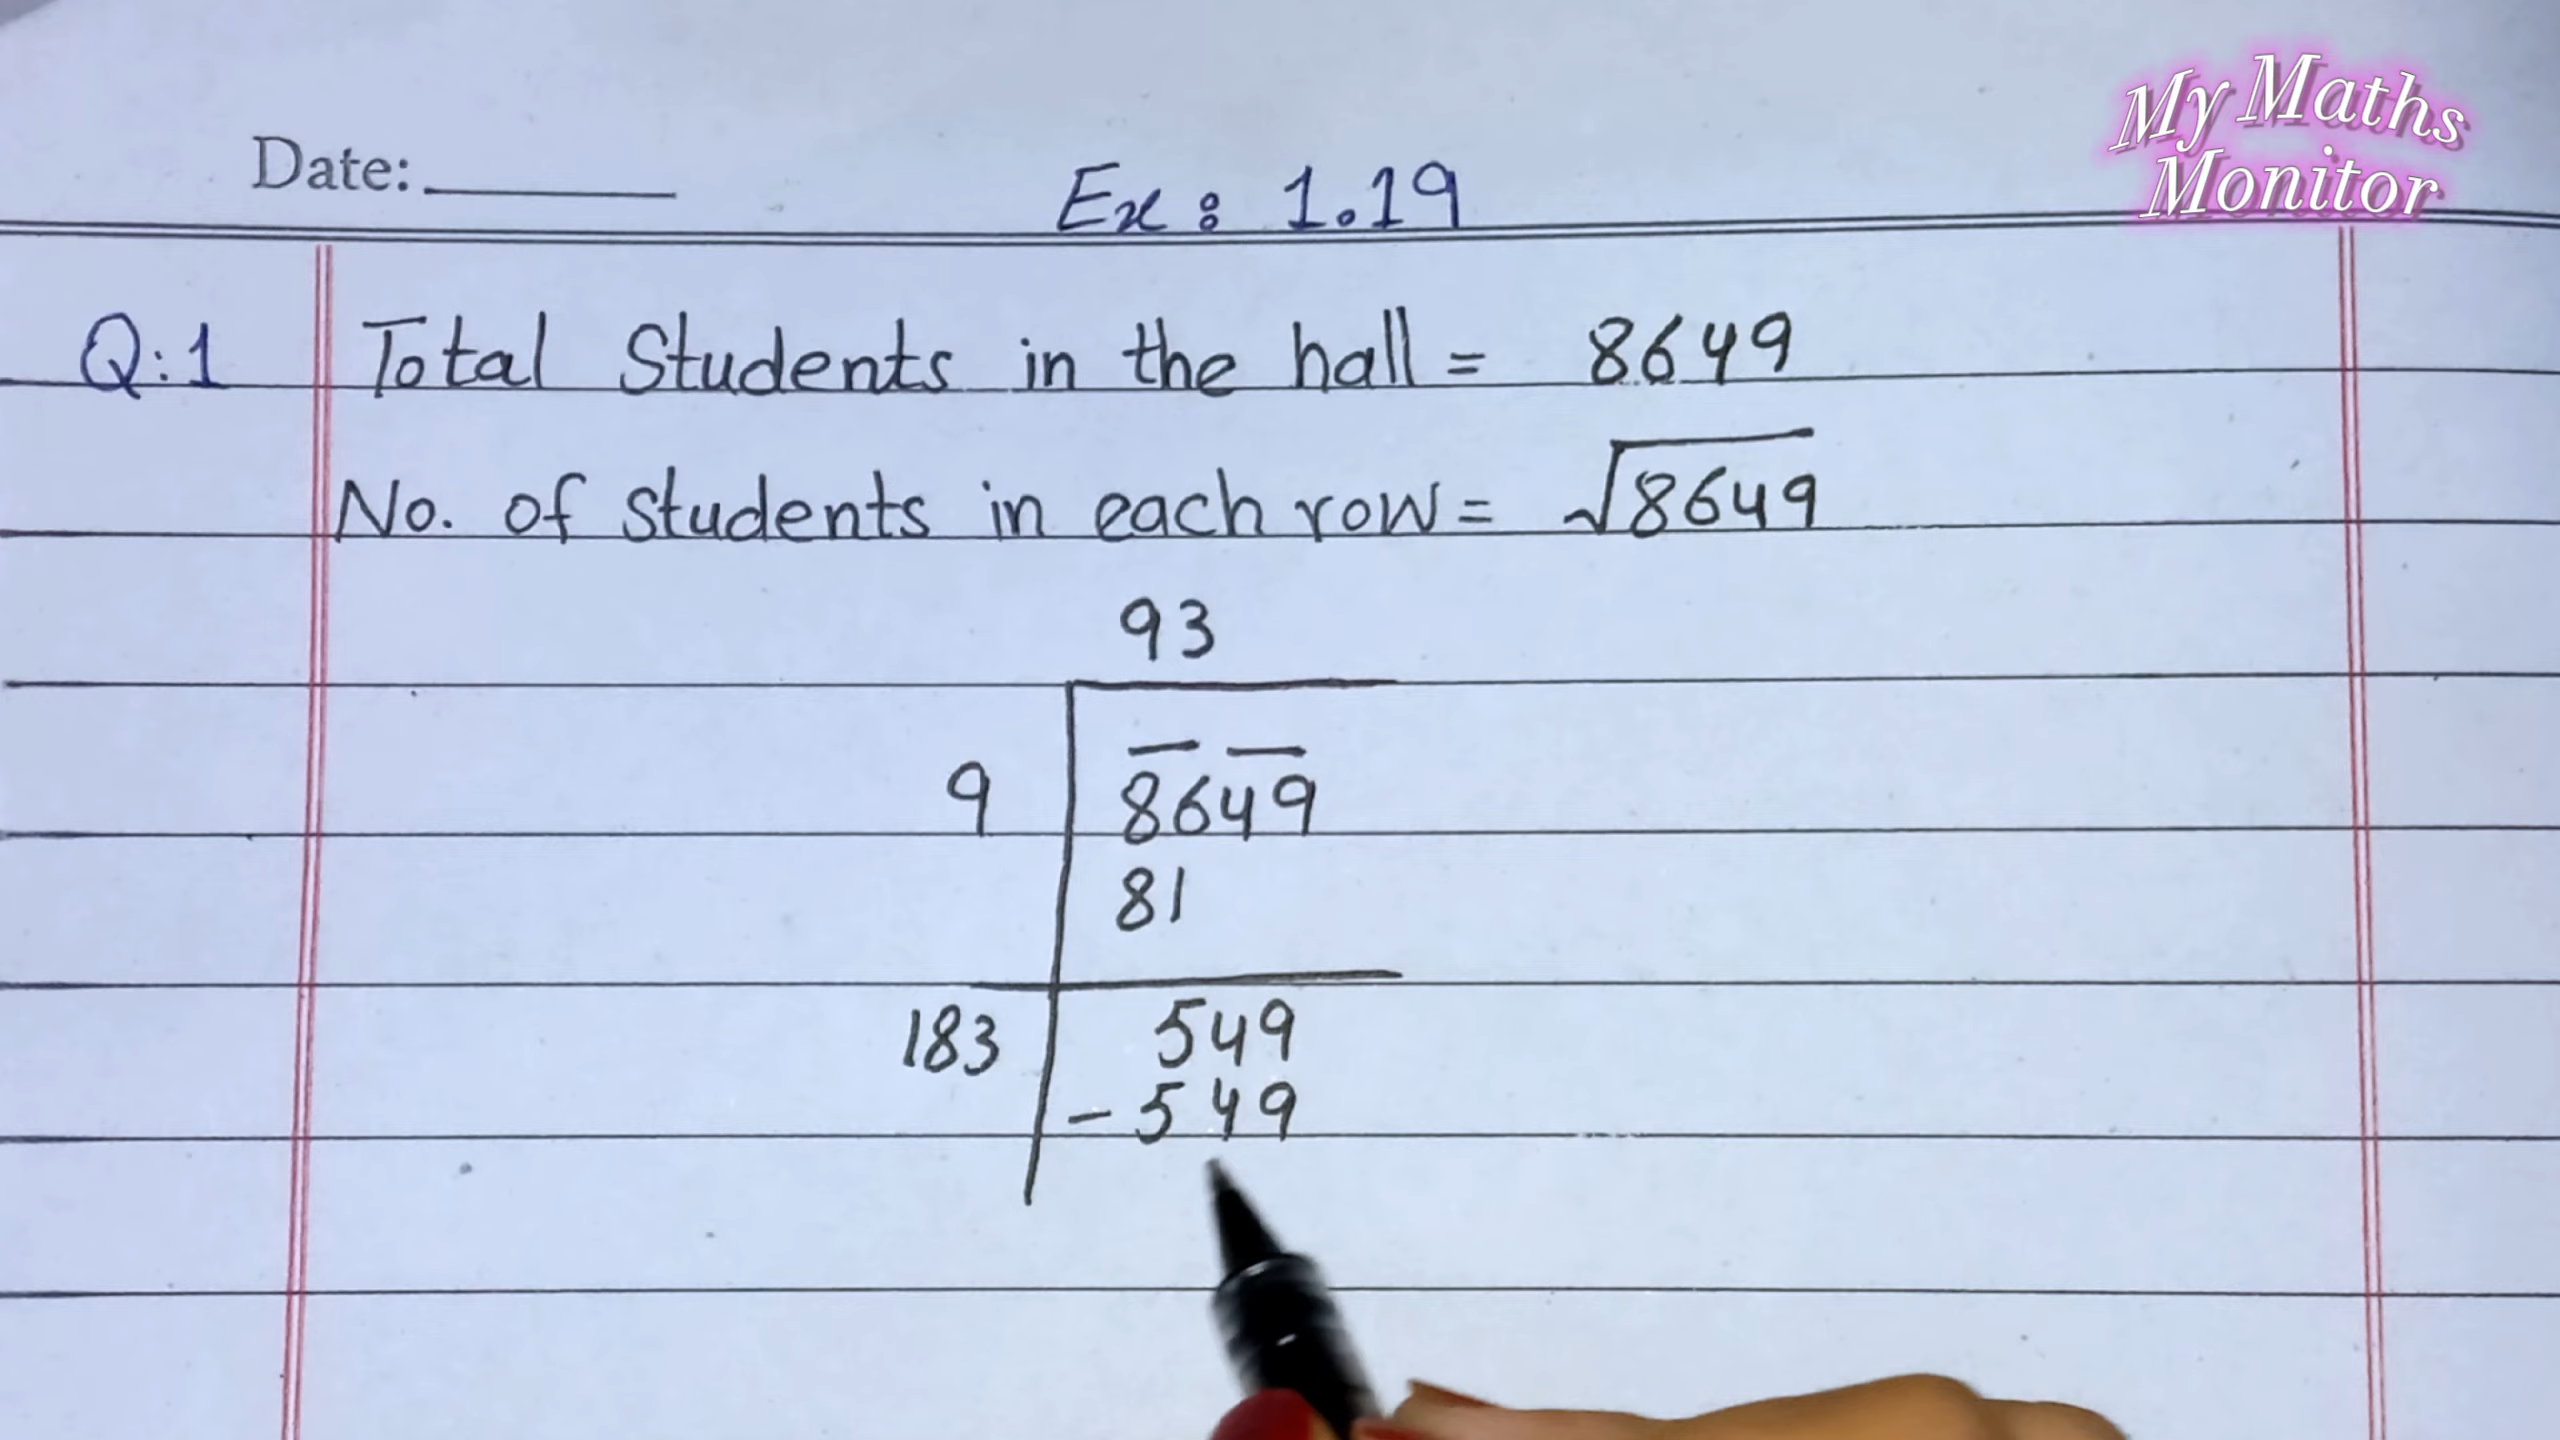 My Maths
Monitor
Date:
Ex: 1.19
Q:1 Total Students in the hall = 8649
No. of students in each row = √8649
93
9 8649
81
183 549
- 549